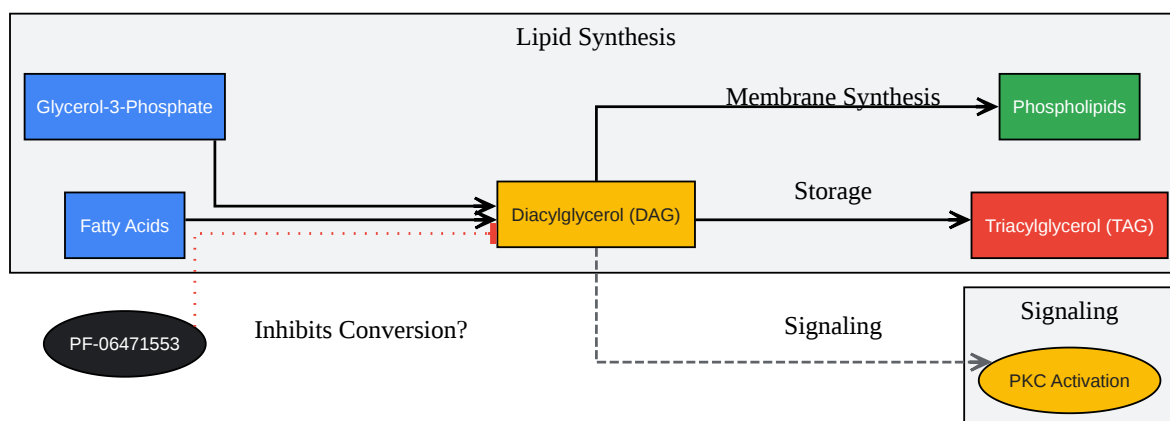 Lipid Synthesis
Glycerol-3-Phosphate
Membrane Synthesis
Phospholipids
Fatty Acids
Diacylglycerol (DAG)
Storage
Triacylglycerol (TAG)
PF-06471553
Inhibits Conversion?
Signaling
Signaling
PKC Activation